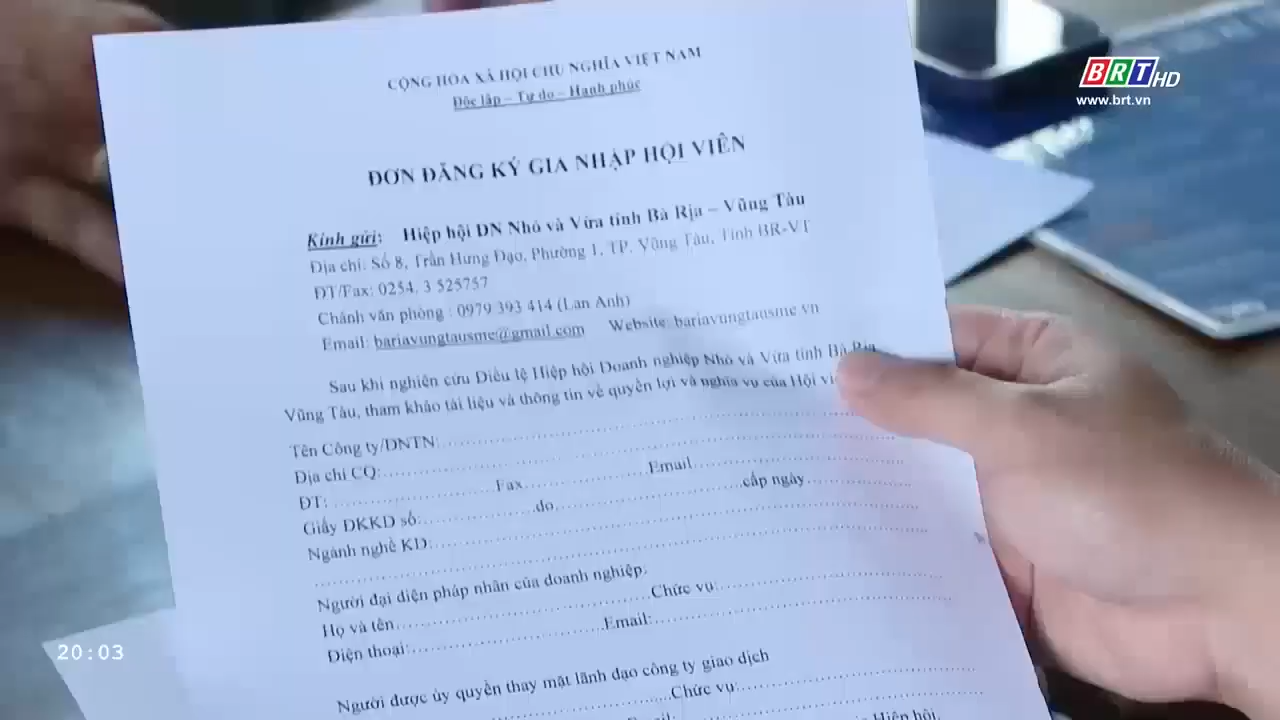 BRT HD
www.brt.vn
CỘNG HÒA XÃ HỘI CHỦ NGHĨA VIỆT NAM
Độc lập – Tự do – Hạnh phúc
ĐƠN ĐĂNG KÝ GIA NHẬP HỘI VIÊN
Kính gửi: Hiệp hội DN Nhỏ và Vừa tỉnh Bà Rịa – Vũng Tàu
Địa chỉ: Số 8, Trần Hưng Đạo, Phường 1, TP. Vũng Tàu, Tỉnh BR-VT
ĐT/Fax: 0254. 3 525757
Chánh văn phòng : 0979 393 414 (Lan Anh)
Email: bariavungtausme@gmail.com Website: bariavungtausme.vn
Sau khi nghiên cứu Điều lệ Hiệp hội Doanh nghiệp Nhỏ và Vừa tỉnh Bà Rịa
Vũng Tàu, tham khảo tài liệu và thông tin về quyền lợi và nghĩa vụ của Hội vi
Tên Công ty/DNTN:
Địa chỉ CQ:
ĐT: Fax Email
Giấy ĐKKD số: do cấp ngày
Ngành nghề KD:
Người đại diện pháp nhân của doanh nghiệp:
Họ và tên Chức vụ:
Điện thoại: Email:
Người được ủy quyền thay mặt lãnh đạo công ty giao dịch
Chức vụ:
Hiệp hội.
20:03